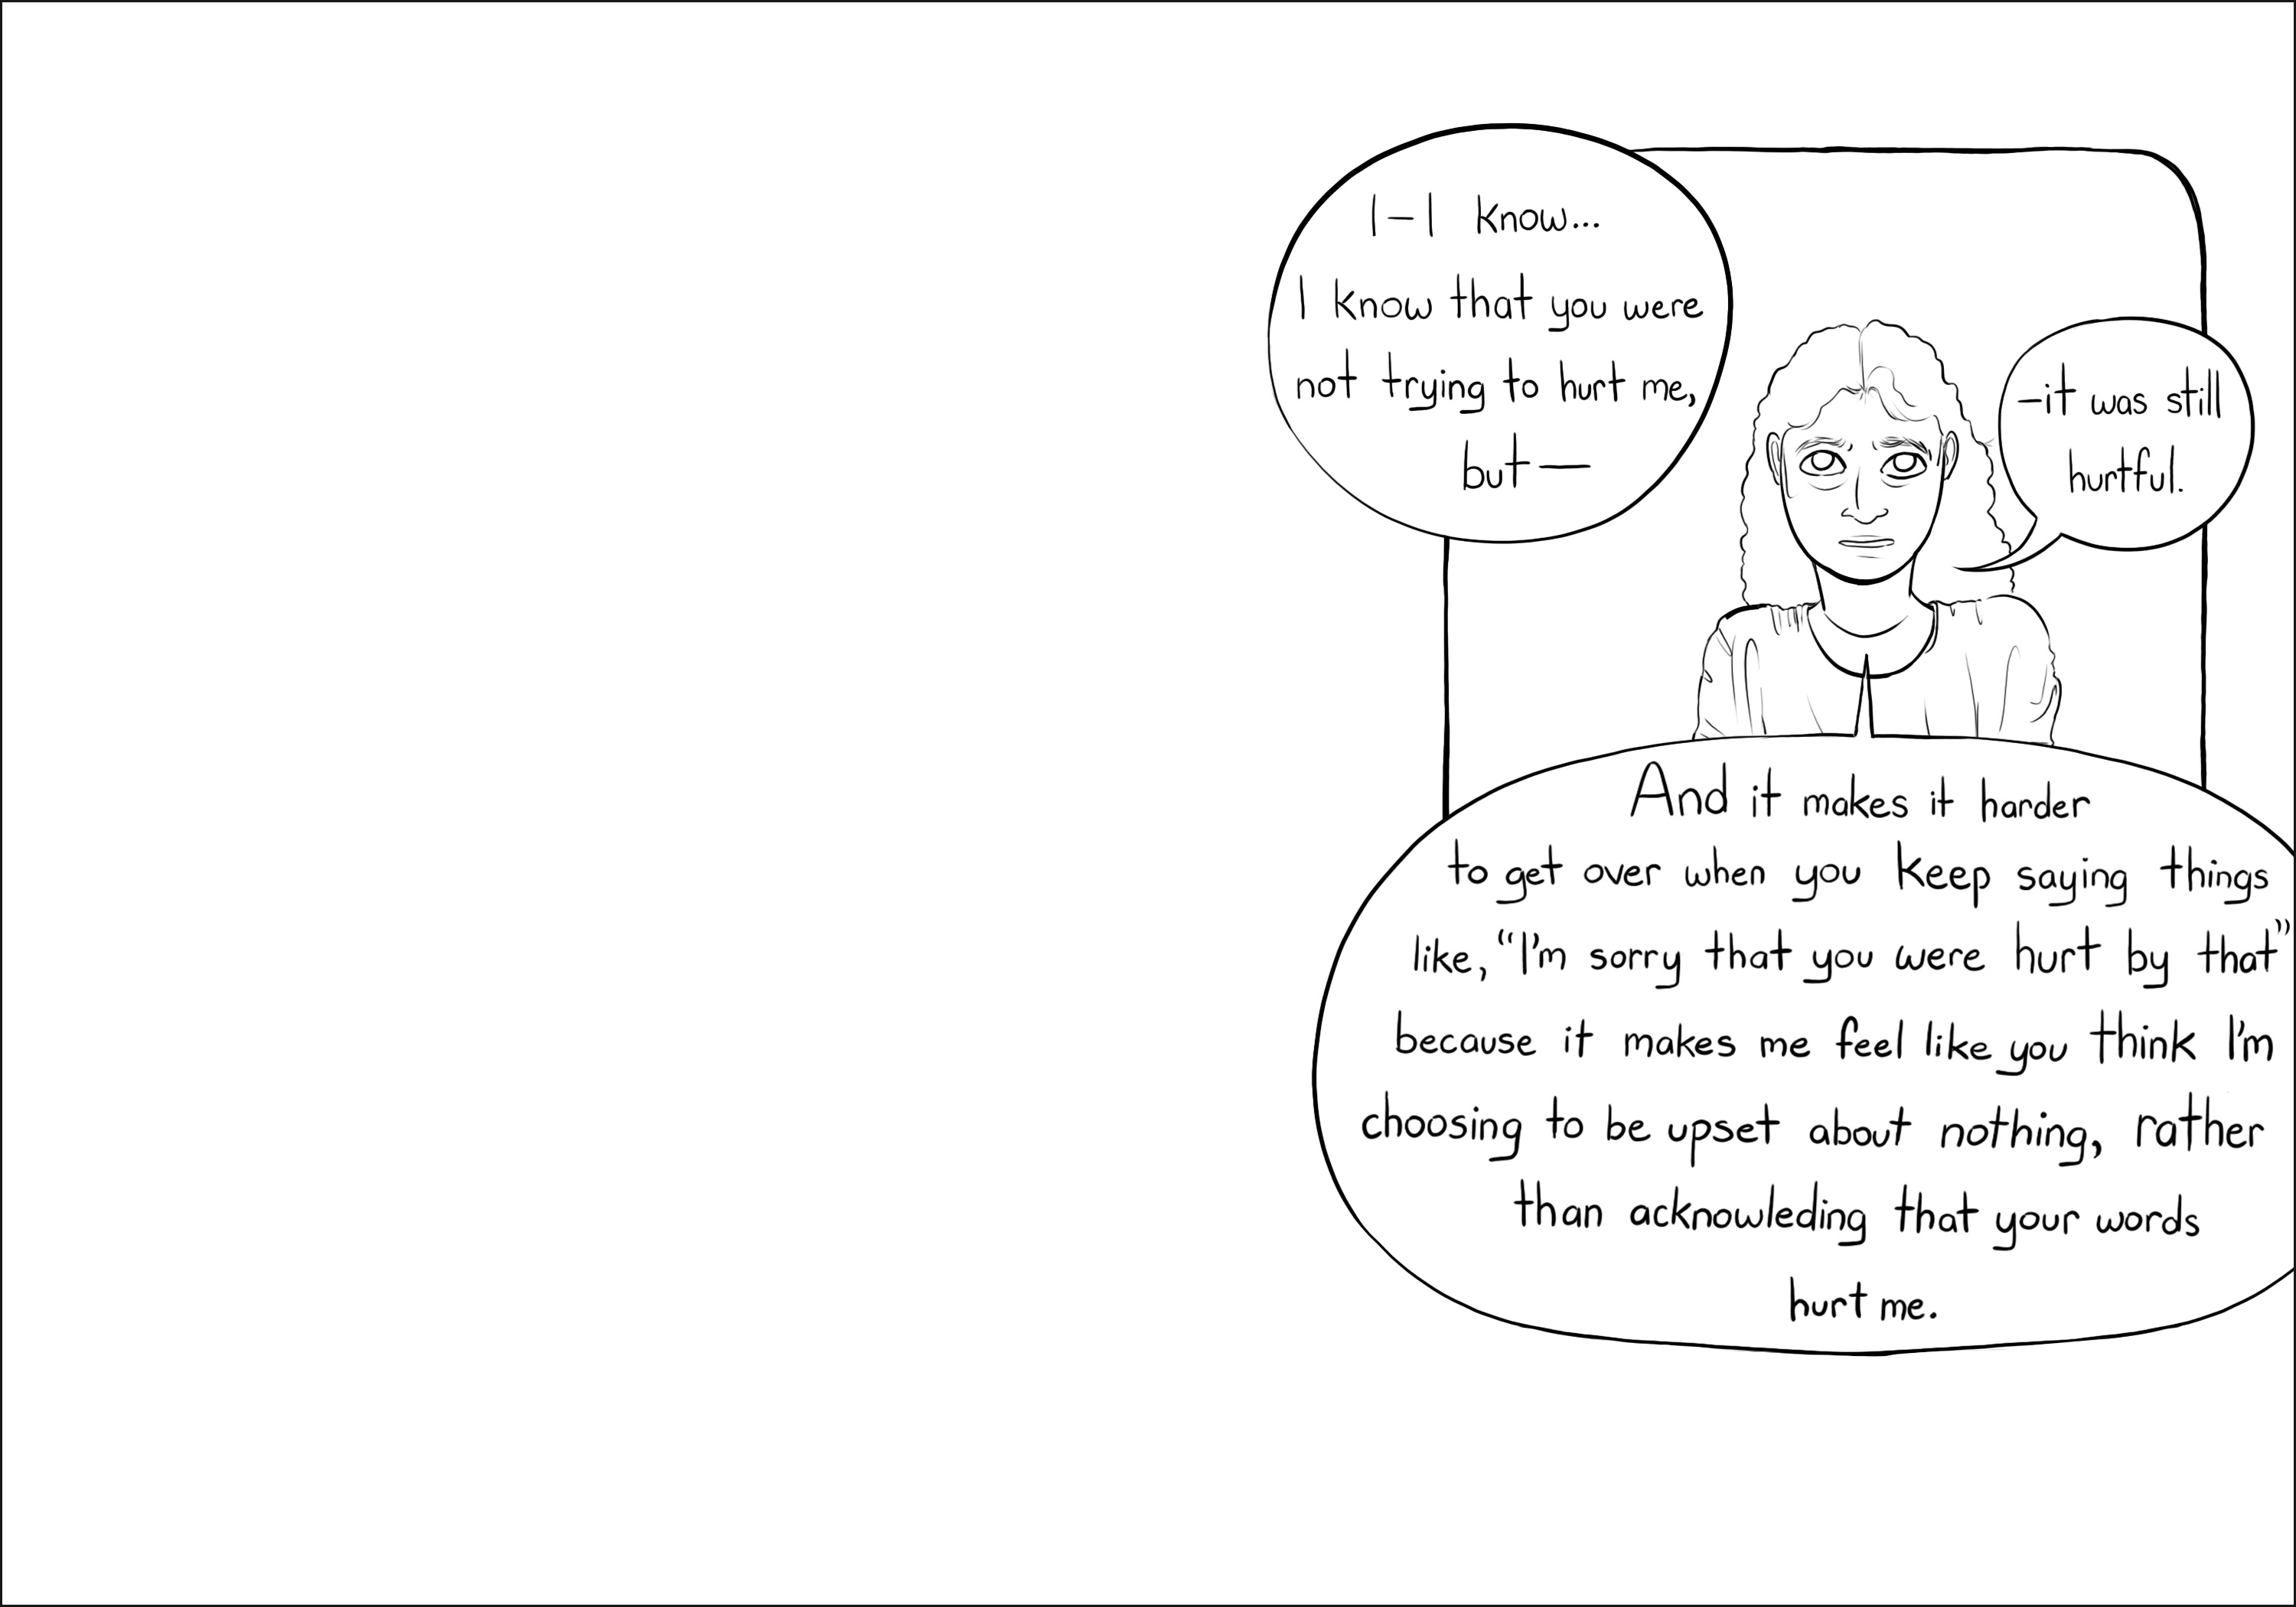 I-I know...
I know that you were
not trying to hurt me,
but—
—it was still
hurtful.
And it makes it harder
to get over when you keep saying things
like, “I'm sorry that you were hurt by that”
because it makes me feel like you think I'm
choosing to be upset about nothing, rather
than acknowleding that your words
hurt me.